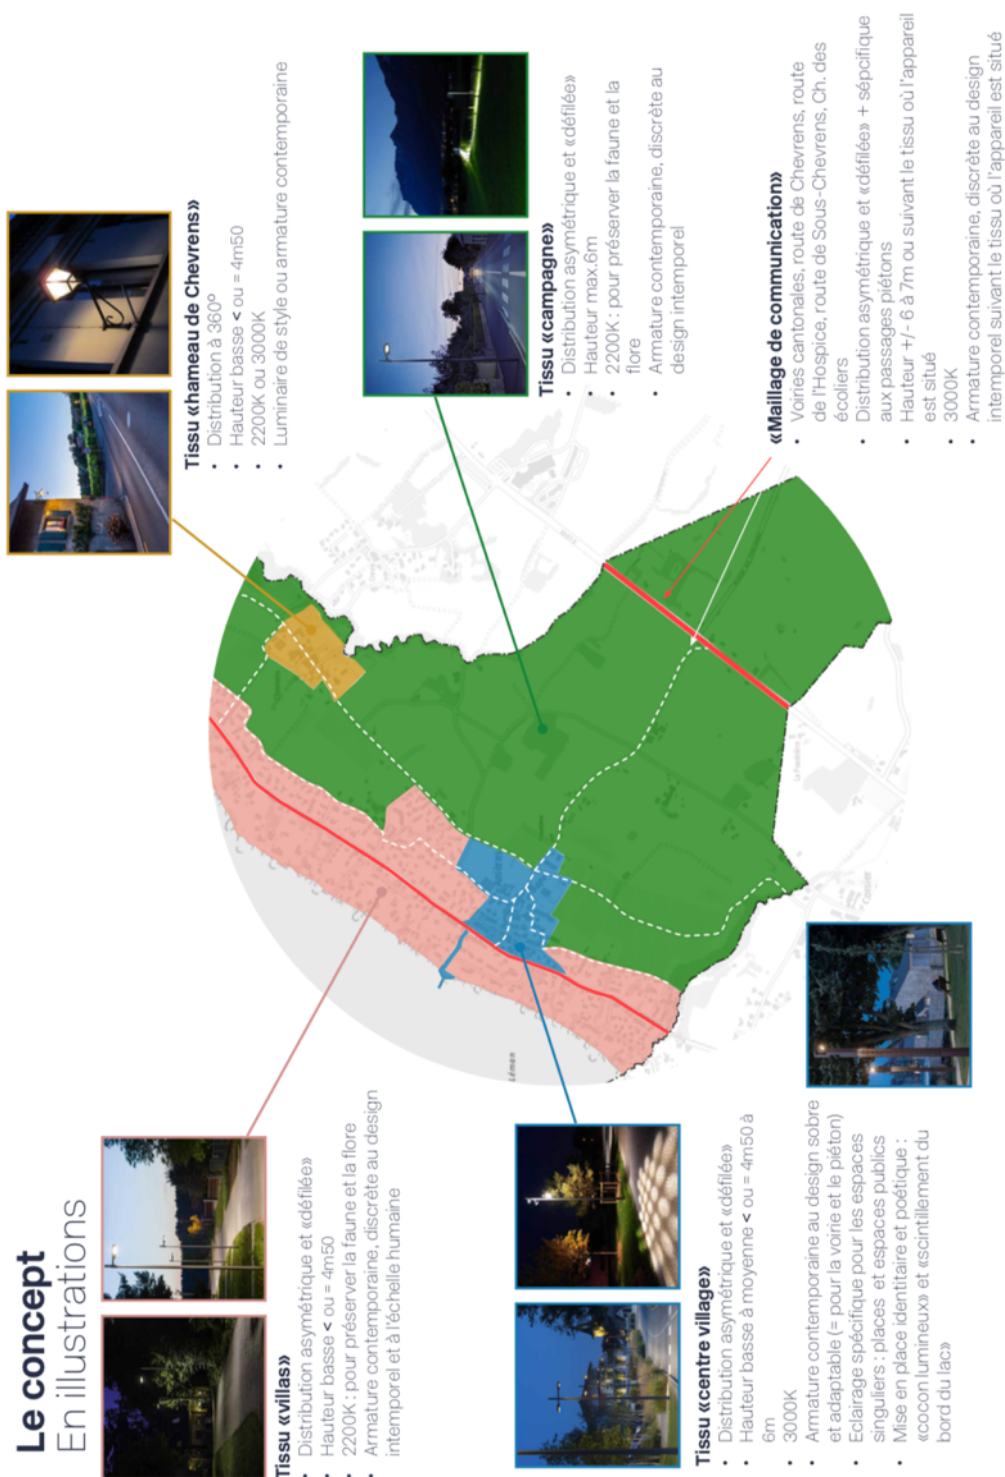 Le concept
En illustrations
Tissu «villas»
• Distribution asymétrique et «défilée»
• Hauteur basse < ou = 4m50
• 2200K : pour préserver la faune et la flore
• Armature contemporaine, discrète au design
intemporel et à l'échelle humaine
Tissu «hameau de Chevrens»
• Distribution à 360°
• Hauteur basse < ou = 4m50
• 2200K ou 3000K
• Luminaire de style ou armature contemporaine
Tissu «campagne»
• Distribution asymétrique et «défilée»
• Hauteur max.6m
• 2200K : pour préserver la faune et la
flore
• Armature contemporaine, discrète au
design intemporel
«Maillage de communication»
• Voiries cantonales, route de Chevrens, route
de l'Hospice, route de Sous-Chevrens, Ch. des
écoliers
• Distribution asymétrique et «défilée» + sépcifique
aux passages piétons
• Hauteur +/- 6 à 7m ou suivant le tissu où l'appareil
est situé
• 3000K
• Armature contemporaine, discrète au design
intemporel suivant le tissu où l'appareil est situé
Tissu «centre village»
• Distribution asymétrique et «défilée»
• Hauteur basse à moyenne < ou = 4m50 à
6m
• 3000K
• Armature contemporaine au design sobre
et adaptable (= pour la voirie et le piéton)
• Eclairage spécifique pour les espaces
singuliers : places et espaces publics
• Mise en place identitaire et poétique :
«cocon lumineux» et «scintillement du
bord du lac»
Léman